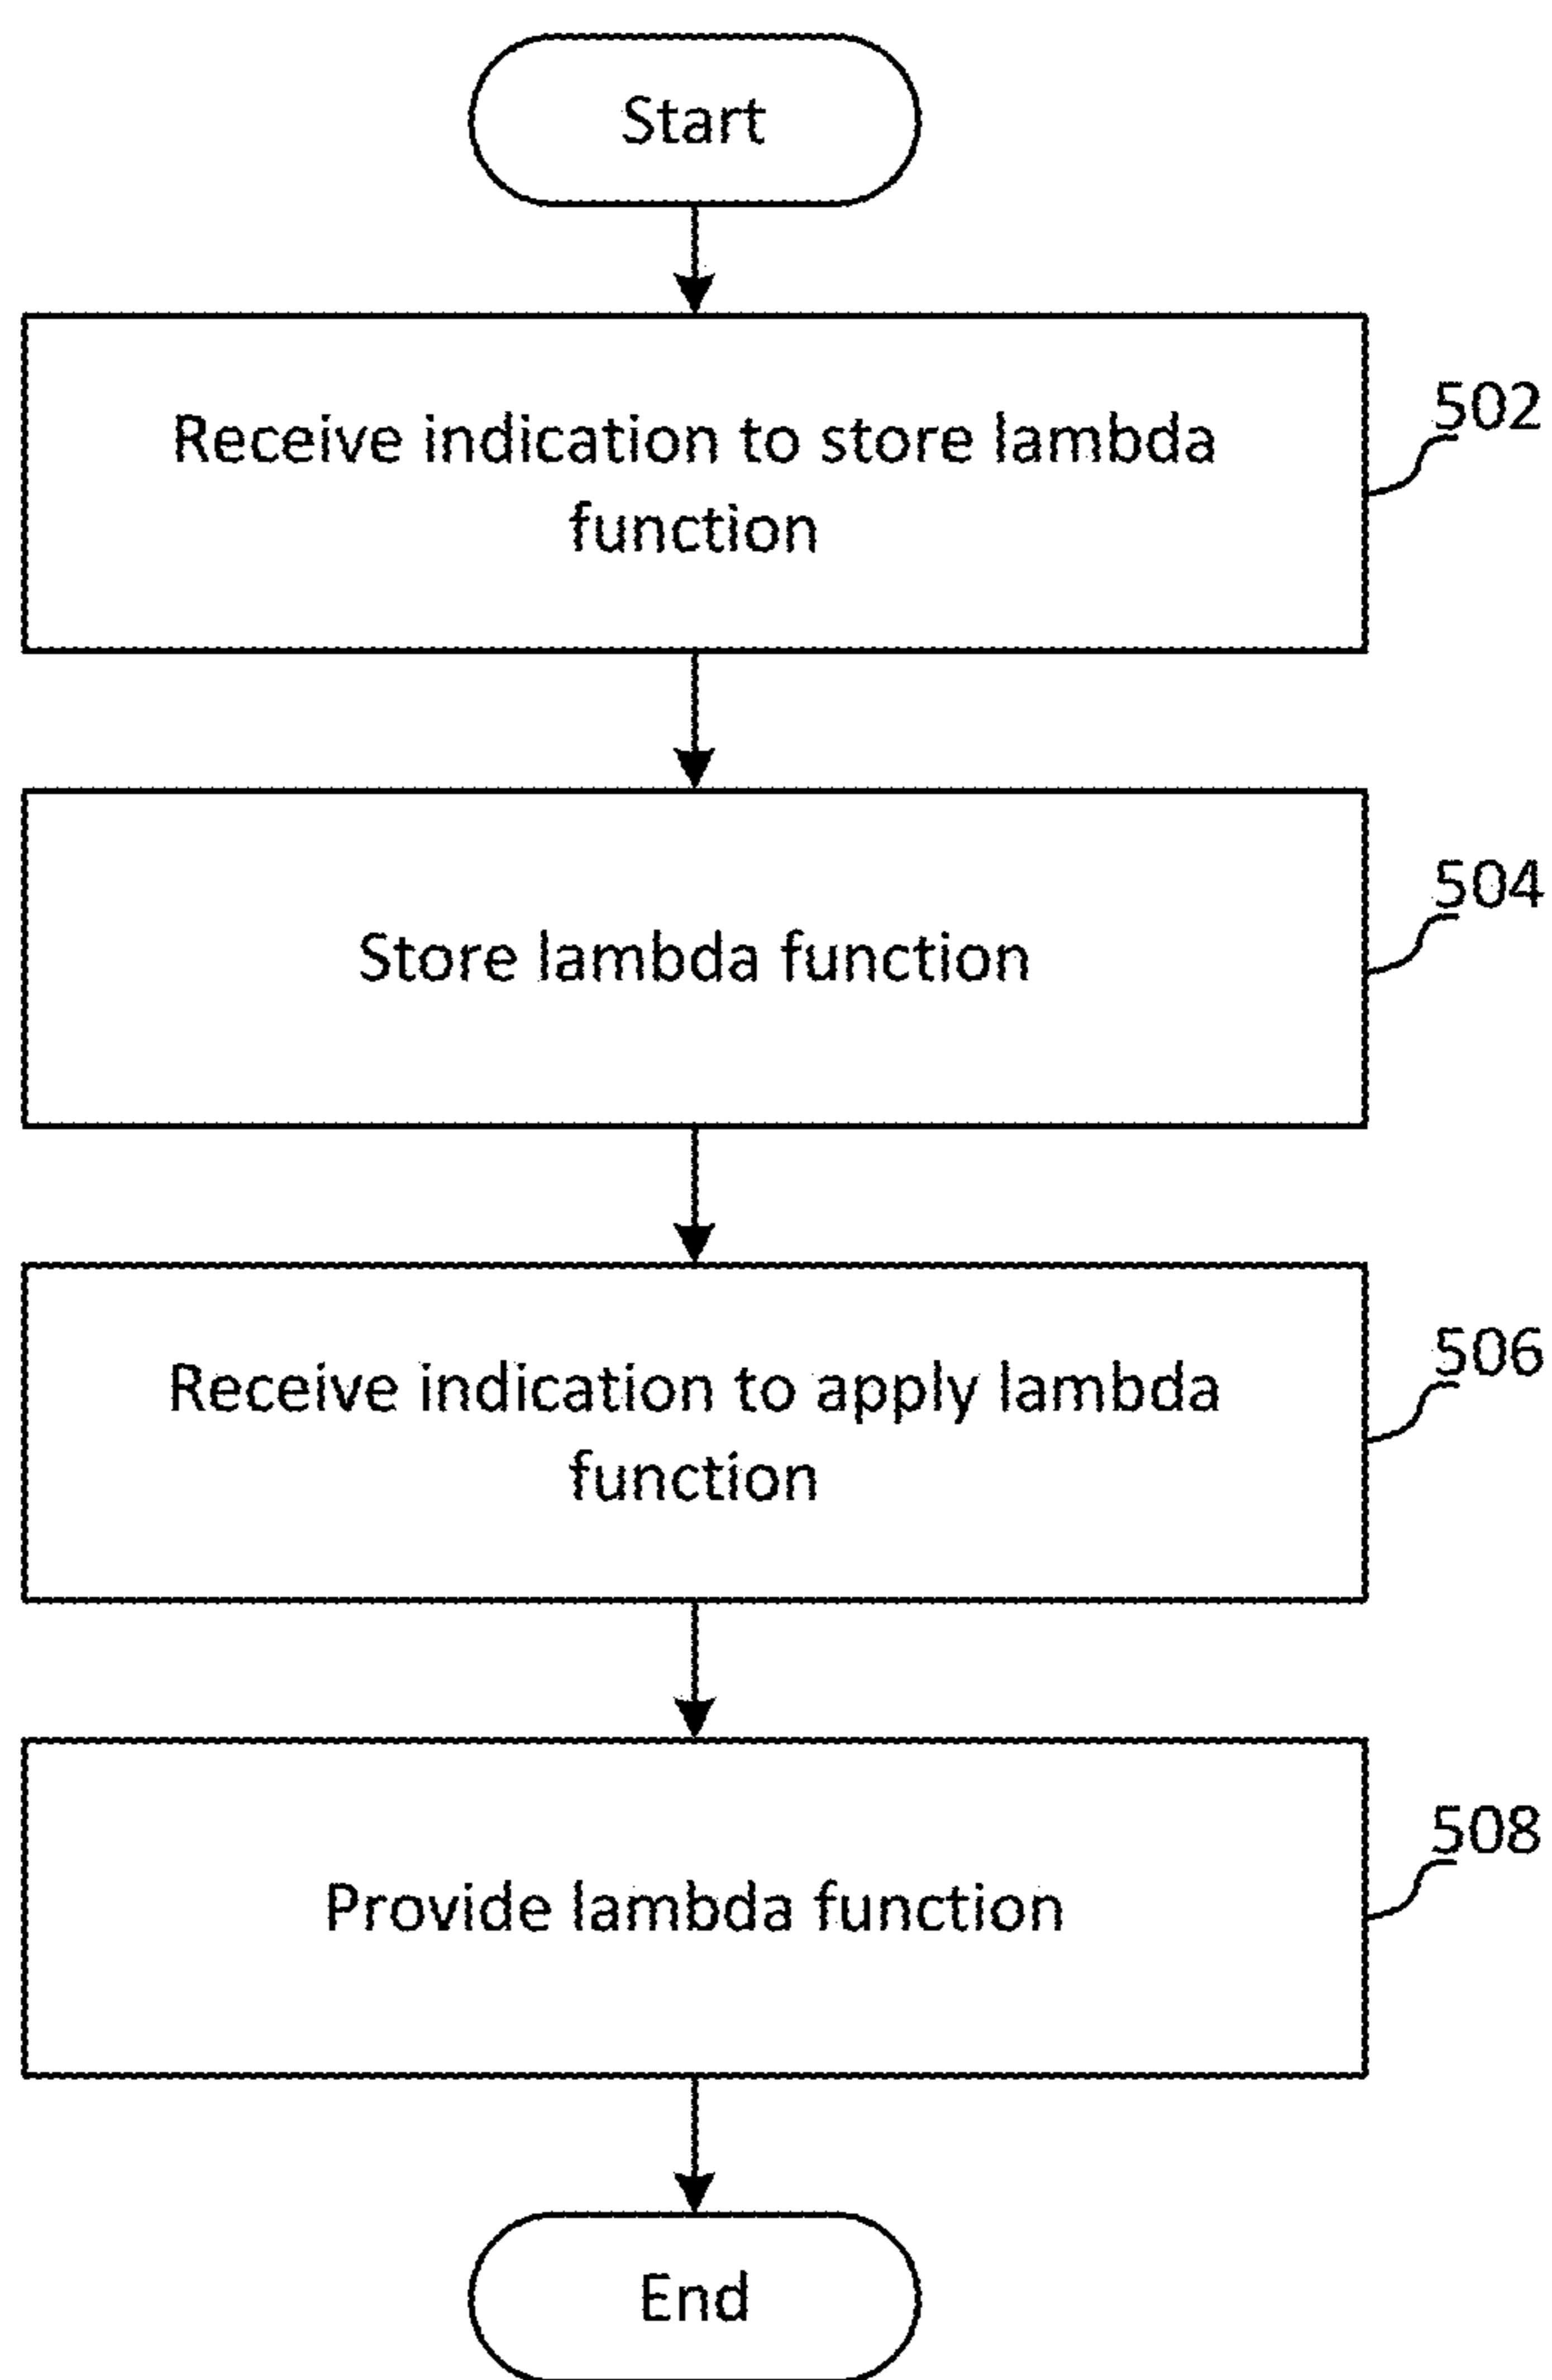 Start
Receive indication to store lambda
function
502
Store lambda function
504
Receive indication to apply lambda
function
506
Provide lambda function
508
End